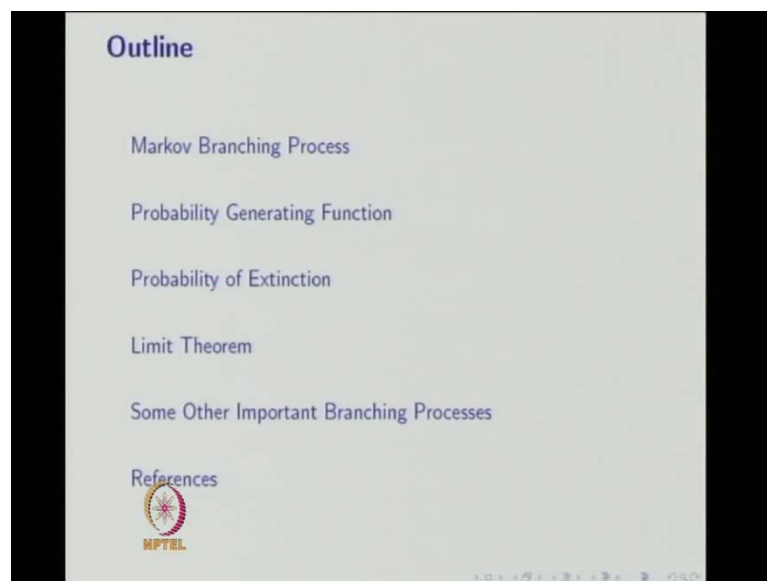 Outline
Markov Branching Process
Probability Generating Function
Probability of Extinction
Limit Theorem
Some Other Important Branching Processes
References
NPTEL